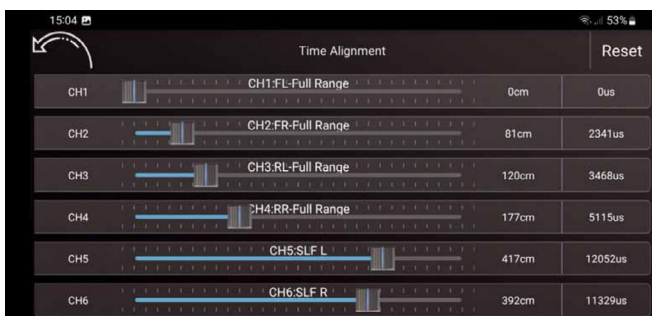 15:04 53%
Time Alignment Reset
CH1 CH1:FL-Full Range 0cm 0us
CH2 CH2:FR-Full Range 81cm 2341us
CH3 CH3:RL-Full Range 120cm 3468us
CH4 CH4:RR-Full Range 177cm 5115us
CH5 CH5:SLF L 417cm 12052us
CH6 CH6:SLF R 392cm 11329us